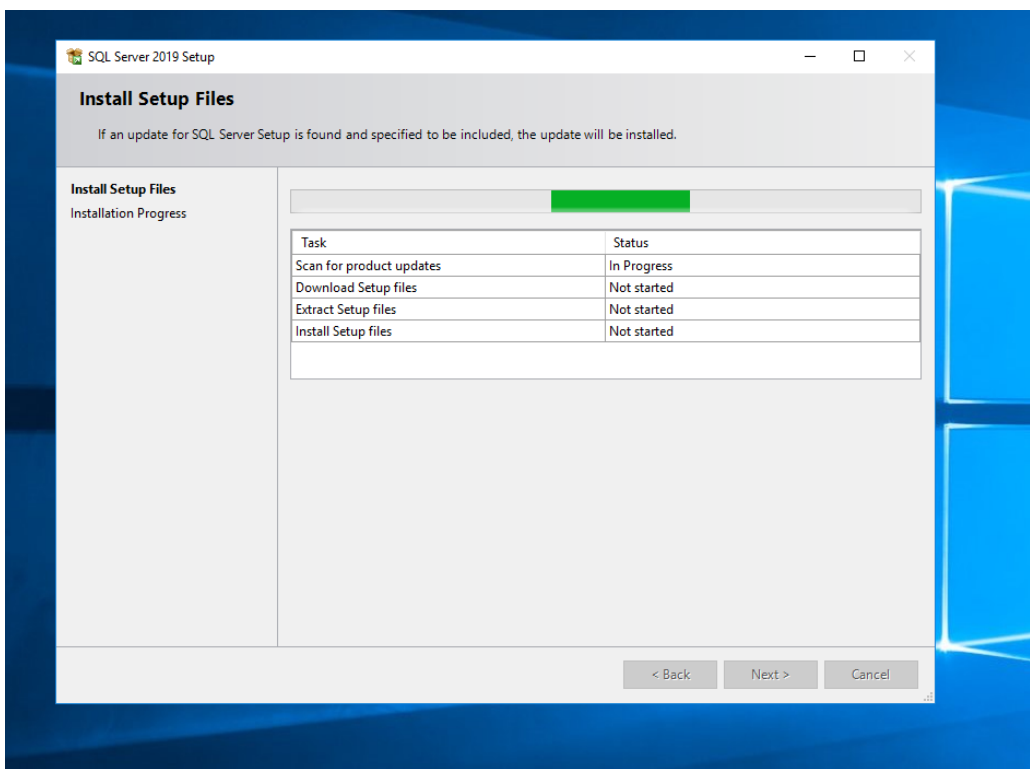 SQL Server 2019 Setup
Install Setup Files
If an update for SQL Server Setup is found and specified to be included, the update will be installed.
Install Setup Files
Installation Progress
Task Status
Scan for product updates In Progress
Download Setup files Not started
Extract Setup files Not started
Install Setup files Not started
< Back Next > Cancel